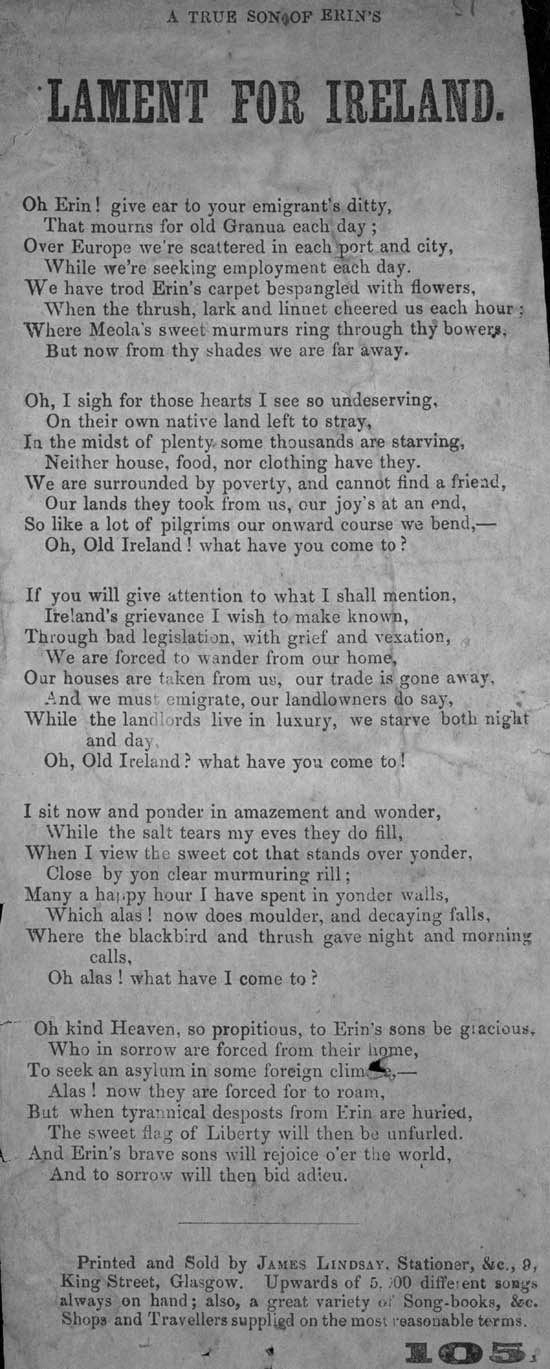 A TRUE SON OF ERIN'S
LAMENT FOR IRELAND.
Oh Erin! give ear to your emigrant's ditty,
That mourns for old Granua each day;
Over Europe we're scattered in each port and city,
While we're seeking employment each day.
We have trod Erin's carpet bespangled with flowers,
When the thrush, lark and linnet cheered us each hour;
Where Meola's sweet murmurs ring through thy bowers,
But now from thy shades we are far away.
Oh, I sigh for those hearts I see so undeserving,
On their own native land left to stray,
In the midst of plenty some thousands are starving,
Neither house, food, nor clothing have they.
We are surrounded by poverty, and cannot find a friend,
Our lands they took from us, our joy's at an end,
So like a lot of pilgrims our onward course we bend,—
Oh, Old Ireland! what have you come to?
If you will give attention to what I shall mention,
Ireland's grievance I wish to make known,
Through bad legislation, with grief and vexation,
We are forced to wander from our home,
Our houses are taken from us, our trade is gone away,
And we must emigrate, our landlowners do say,
While the landlords live in luxury, we starve both night
and day,
Oh, Old Ireland? what have you come to!
I sit now and ponder in amazement and wonder,
While the salt tears my eyes they do fill,
When I view the sweet cot that stands over yonder,
Close by yon clear murmuring rill;
Many a happy hour I have spent in yonder walls,
Which alas! now does moulder, and decaying falls,
Where the blackbird and thrush gave night and morning
calls,
Oh alas! what have I come to?
Oh kind Heaven, so propitious, to Erin's sons be gracious,
Who in sorrow are forced from their home,
To seek an asylum in some foreign
Alas! now they are forced for to roam,
But when tyrannical desposts from Erin are huried,
The sweet flag of Liberty will then be unfurled.
And Erin's brave sons will rejoice o'er the world,
And to sorrow will then bid adieu.
Printed and Sold by JAMES LINDSAY, Stationer, &c., 9,
King Street, Glasgow. Upwards of different songs
always on hand; also, a great variety of Song-books, &c.
Shops and Travellers supplied on the most reasonable terms.
105.